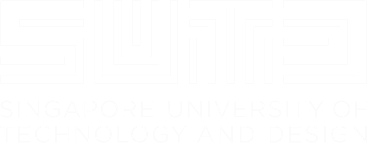 SUTD
SINGAPORE UNIVERSITY OF
TECHNOLOGY AND DESIGN